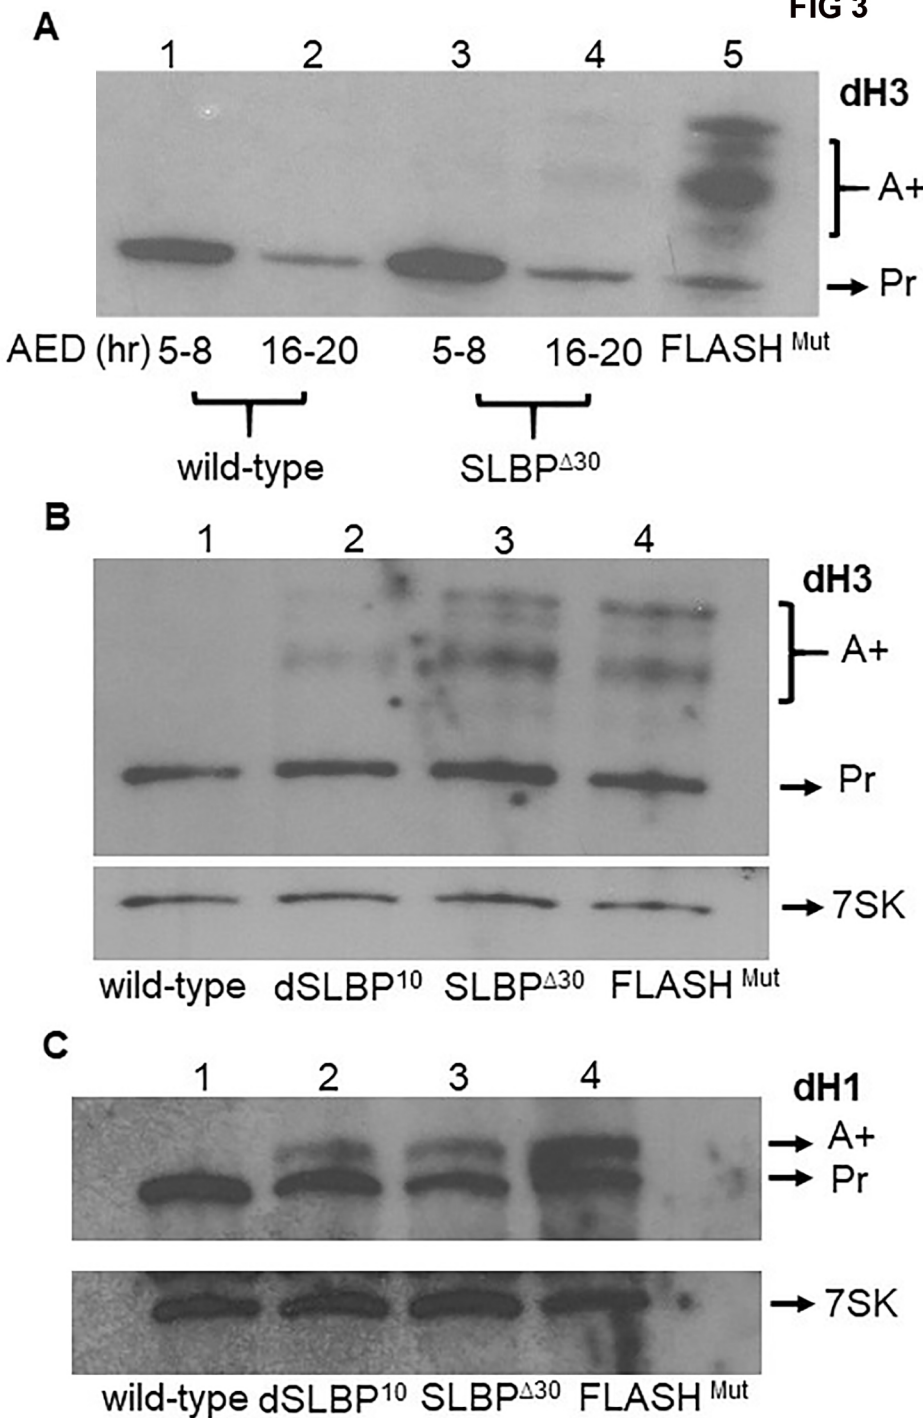 FIG 3
A
1 2 3 4 5
dH3
A+
Pr
AED (hr) 5-8 16-20 5-8 16-20 FLASH Mut
wild-type SLBPΔ30
B
1 2 3 4
dH3
A+
Pr
7SK
wild-type dSLBP10 SLBPΔ30 FLASH Mut
C
1 2 3 4
dH1
A+
Pr
7SK
wild-type dSLBP10 SLBPΔ30 FLASH Mut